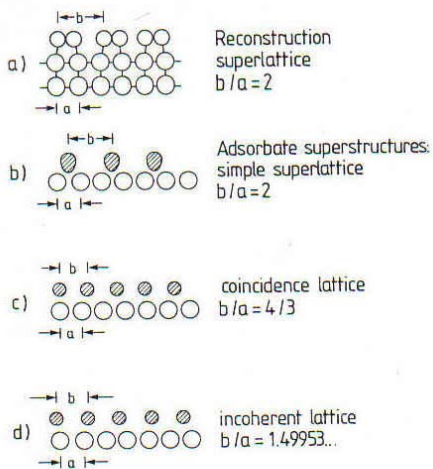 b
a)
Reconstruction
superlattice
b/a = 2
a
b
b)
Adsorbate superstructures:
simple superlattice
b/a = 2
a
b
c)
coincidence lattice
b/a = 4/3
a
b
d)
incoherent lattice
b/a = 1.49953...
a